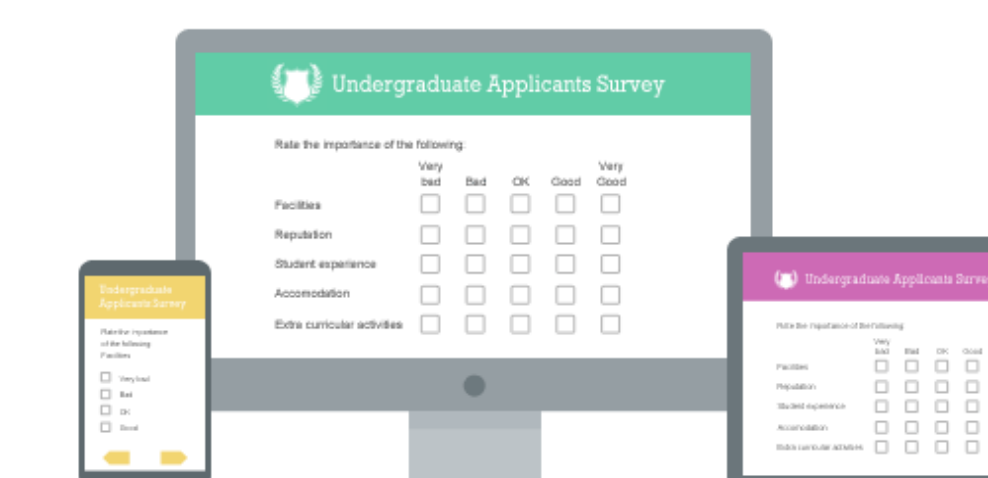 Undergraduate Applicants Survey
Rate the importance of the following:
Very bad Bad OK Good Very Good
Facilities
Reputation
Student experience
Accomodation
Extra curricular activities
Undergraduate
Applicants Survey
Rate the importance
of the following
Facilities
Very bad
Bad
OK
Good
Undergraduate Applicants Surve
Rate the importance of the following
Very bad Bad OK Good
Facilities
Reputation
Student experience
Accomodation
Extra curricular activities